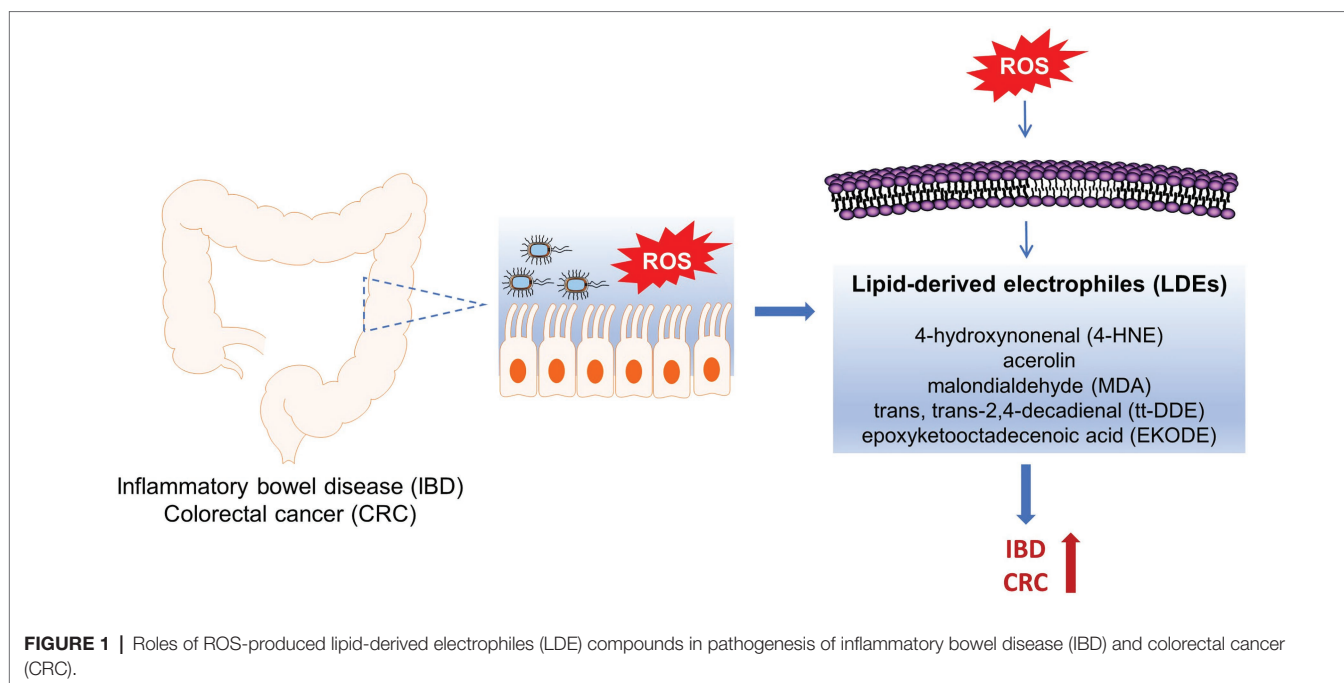 Inflammatory bowel disease (IBD)
Colorectal cancer (CRC)
ROS
ROS
Lipid-derived electrophiles (LDEs)
4-hydroxynonenal (4-HNE)
acerolin
malondialdehyde (MDA)
trans, trans-2,4-decadienal (tt-DDE)
epoxyketooctadecenoic acid (EKODE)
IBD
CRC
FIGURE 1 | Roles of ROS-produced lipid-derived electrophiles (LDE) compounds in pathogenesis of inflammatory bowel disease (IBD) and colorectal cancer
(CRC).